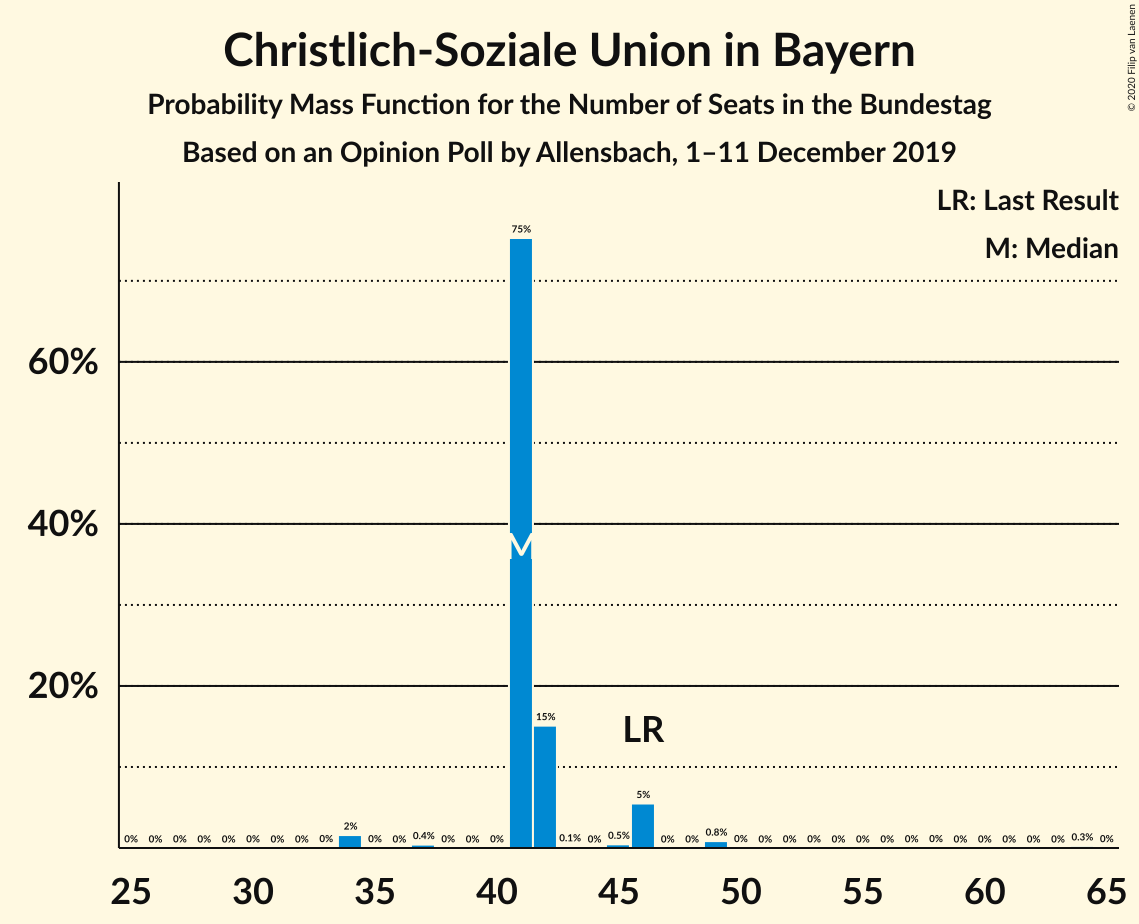 Christlich-Soziale Union in Bayern
Probability Mass Function for the Number of Seats in the Bundestag
Based on an Opinion Poll by Allensbach, 1–11 December 2019
© 2020 Filip van Laenen
LR: Last Result
M: Median
75%
60%
40%
M
20%
15%
LR
5%
2%
0% 0% 0% 0% 0% 0% 0% 0% 0% 0% 0% 0.4% 0% 0% 0% 0.1% 0% 0.5% 0% 0% 0.8% 0% 0% 0% 0% 0% 0% 0% 0% 0% 0% 0% 0% 0% 0% 0.3% 0%
25 30 35 40 45 50 55 60 65